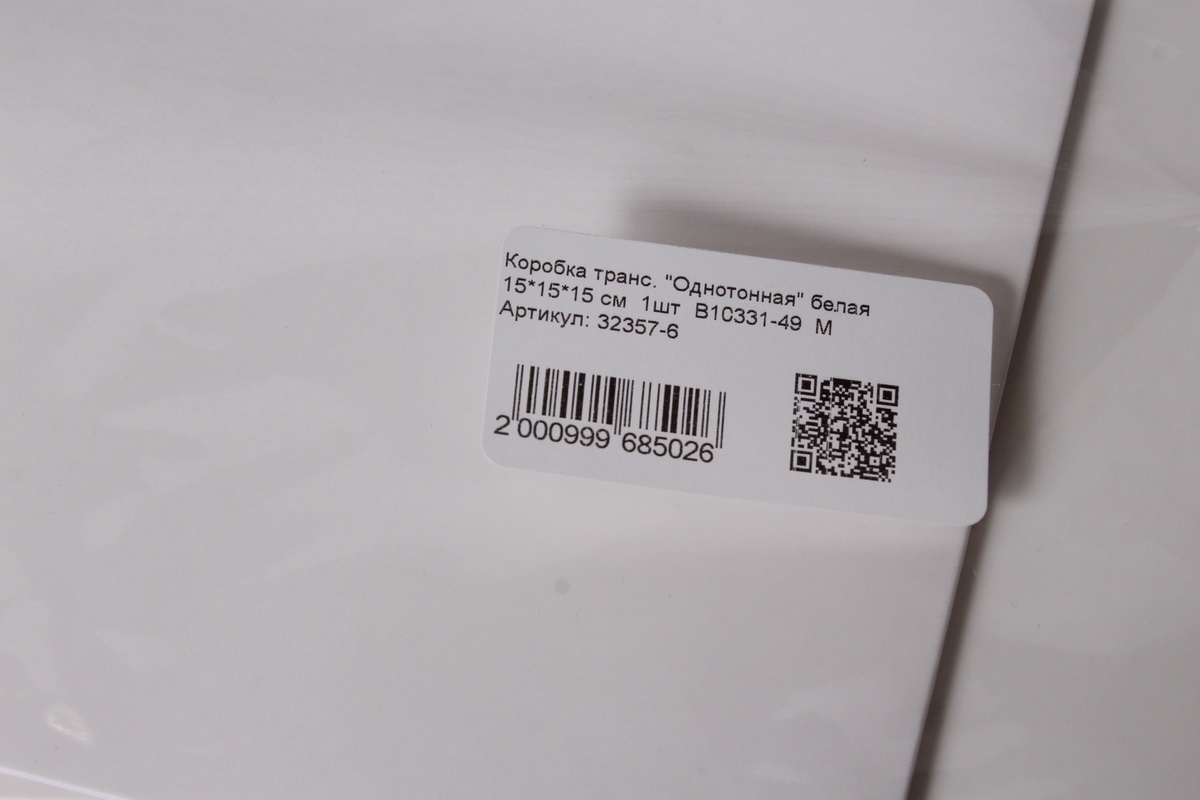 Коробка транс. "Однотонная" белая
15*15*15 см 1шт B10331-49 M
Артикул: 32357-6
2 000999 685026